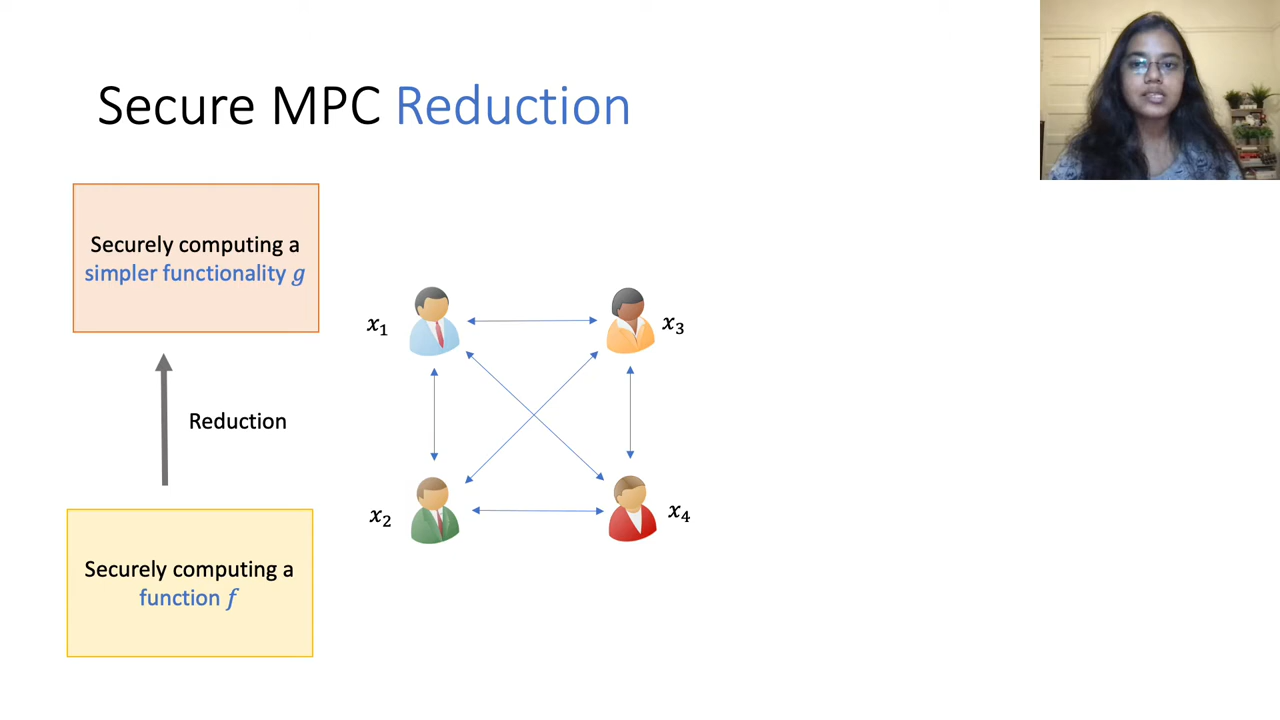 Secure MPC Reduction
Securely computing a
simpler functionality g
Reduction
Securely computing a
function f
x₁
x₃
x₂
x₄